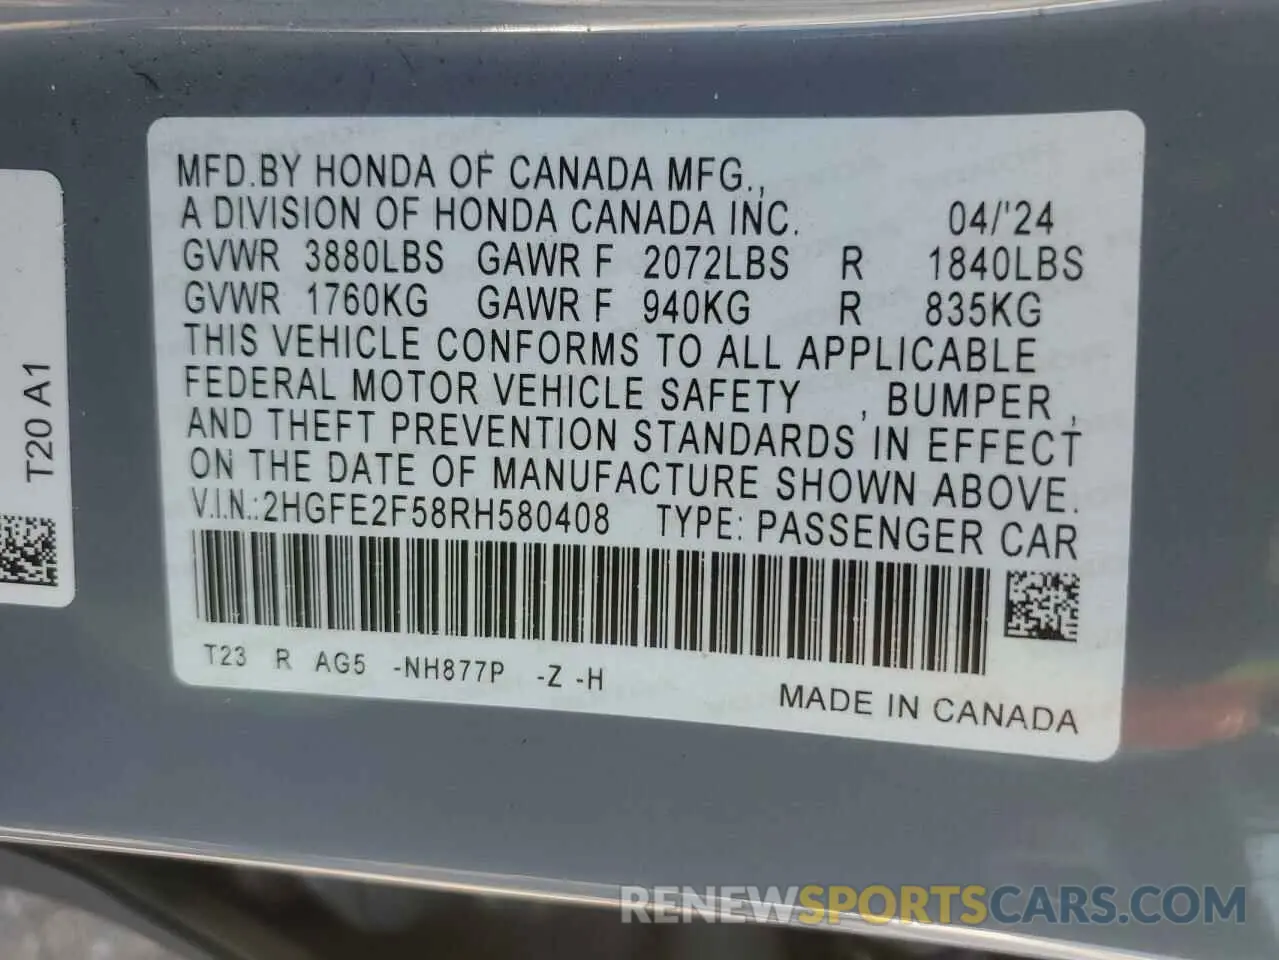 MFD.BY HONDA OF CANADA MFG.,
A DIVISION OF HONDA CANADA INC. 04/'24
GVWR 3880LBS GAWR F 2072LBS R 1840LBS
GVWR 1760KG GAWR F 940KG R 835KG
THIS VEHICLE CONFORMS TO ALL APPLICABLE
FEDERAL MOTOR VEHICLE SAFETY , BUMPER ,
AND THEFT PREVENTION STANDARDS IN EFFECT
ON THE DATE OF MANUFACTURE SHOWN ABOVE.
V.I.N.:2HGFE2F58RH580408 TYPE: PASSENGER CAR
T23 R AG5 -NH877P -Z -H
MADE IN CANADA
T20 A1
RENEWSPORTSCARS.COM